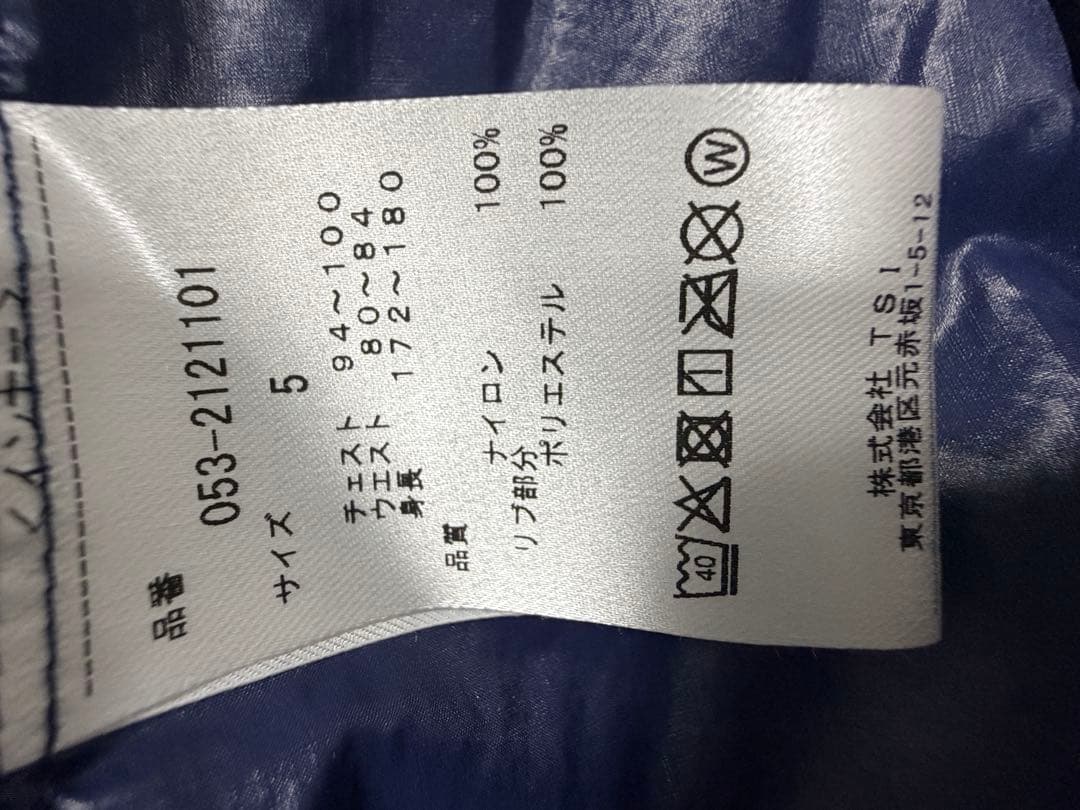 品番
053-2121101
サイズ 5
チェスト 94～100
ウエスト 80～84
身長 172～180
品質
ナイロン 100%
リブ部分
ポリエステル 100%
40
W
株式会社 TSI
東京都港区元赤坂1-5-12